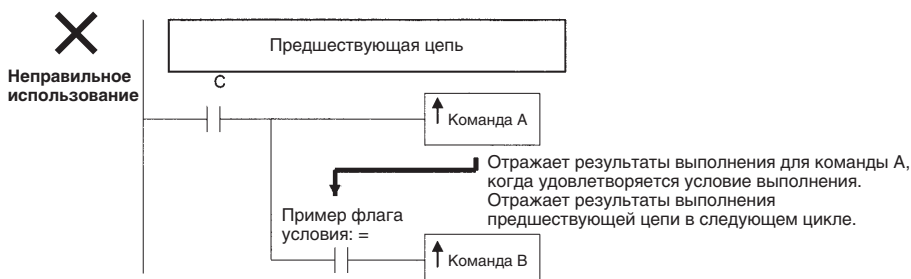 Предшествующая цепь
Неправильное
использование
C
Команда А
Отражает результаты выполнения для команды А,
когда удовлетворяется условие выполнения.
Отражает результаты выполнения
предшествующей цепи в следующем цикле.
Пример флага
условия: =
Команда В